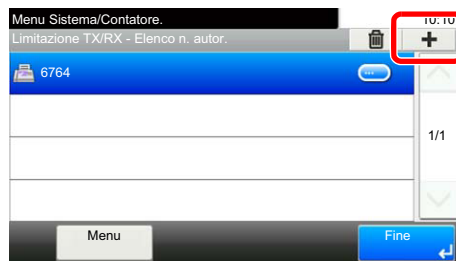 Menu Sistema/Contatore.
10:10
Limitazione TX/RX - Elenco n. autor.
6764
1/1
Menu
Fine